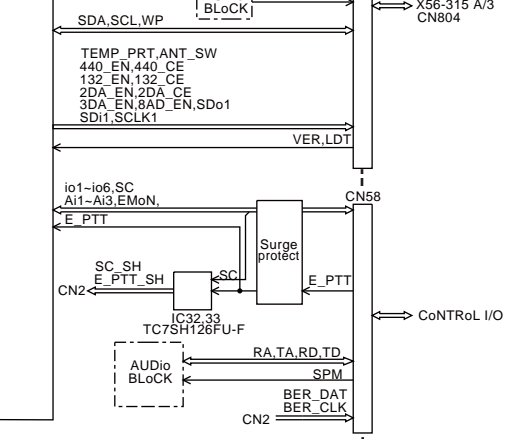 BLoCK
X56-315 A/3
CN804
SDA,SCL,WP
TEMP_PRT,ANT_SW
440_EN,440_CE
132_EN,132_CE
2DA_EN,2DA_CE
3DA_EN,8AD_EN,SDo1
SDi1,SCLK1
VER,LDT
io1~io6,SC
Ai1~Ai3,EMoN,
E_PTT
CN58
Surge
protect
SC
SC_SH
E_PTT_SH
CN2
E_PTT
IC32,33
TC7SH126FU-F
CoNTRoL I/O
AUDio
BLoCK
RA,TA,RD,TD
SPM
BER_DAT
BER_CLK
CN2